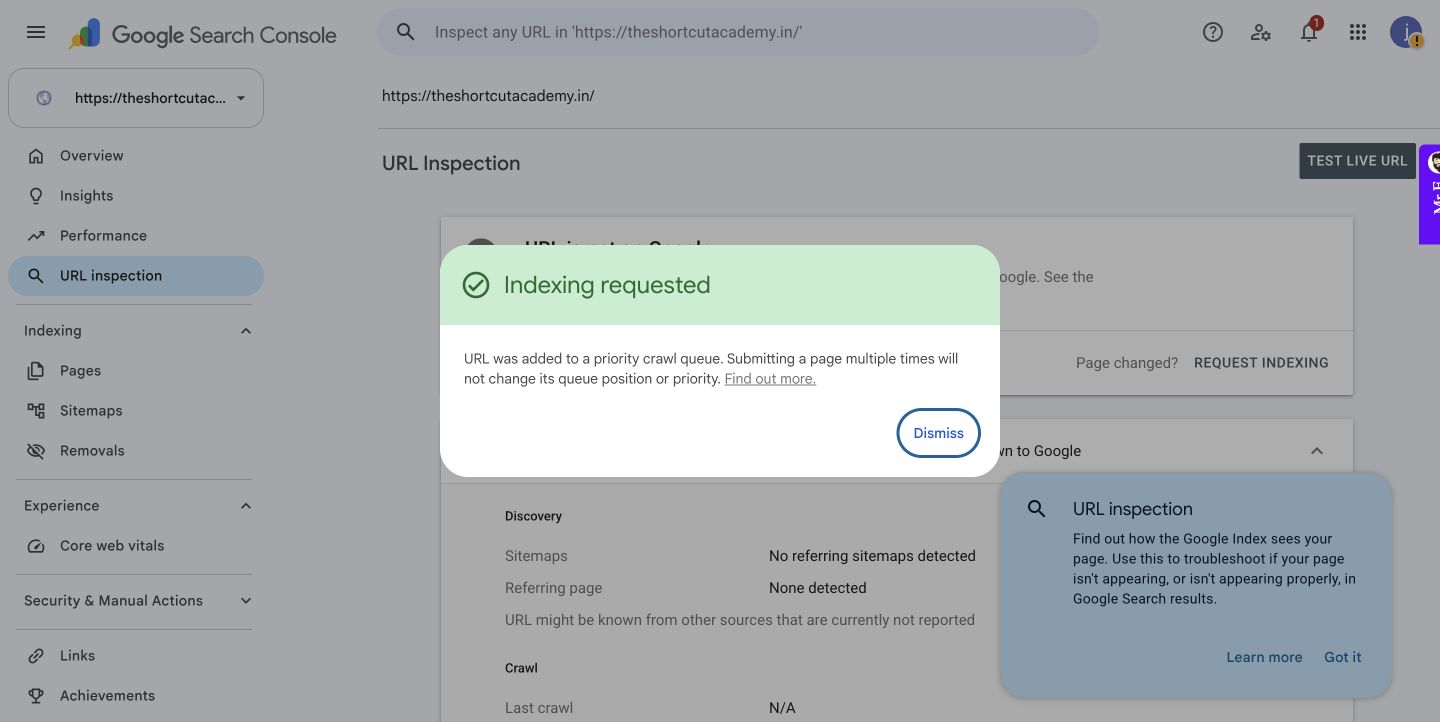 Google Search Console
Inspect any URL in 'https://theshortcutacademy.in/'
1
j
!
https://theshortcutac...
https://theshortcutacademy.in/
Overview
Insights
Performance
URL inspection
Indexing
Pages
Sitemaps
Removals
Experience
Core web vitals
Security & Manual Actions
Links
Achievements
URL Inspection
TEST LIVE URL
oogle. See the
Page changed? REQUEST INDEXING
Indexing requested
URL was added to a priority crawl queue. Submitting a page multiple times will
not change its queue position or priority. Find out more.
Dismiss
wn to Google
Discovery
Sitemaps No referring sitemaps detected
Referring page None detected
URL might be known from other sources that are currently not reported
Crawl
Last crawl N/A
URL inspection
Find out how the Google Index sees your
page. Use this to troubleshoot if your page
isn't appearing, or isn't appearing properly, in
Google Search results.
Learn more Got it